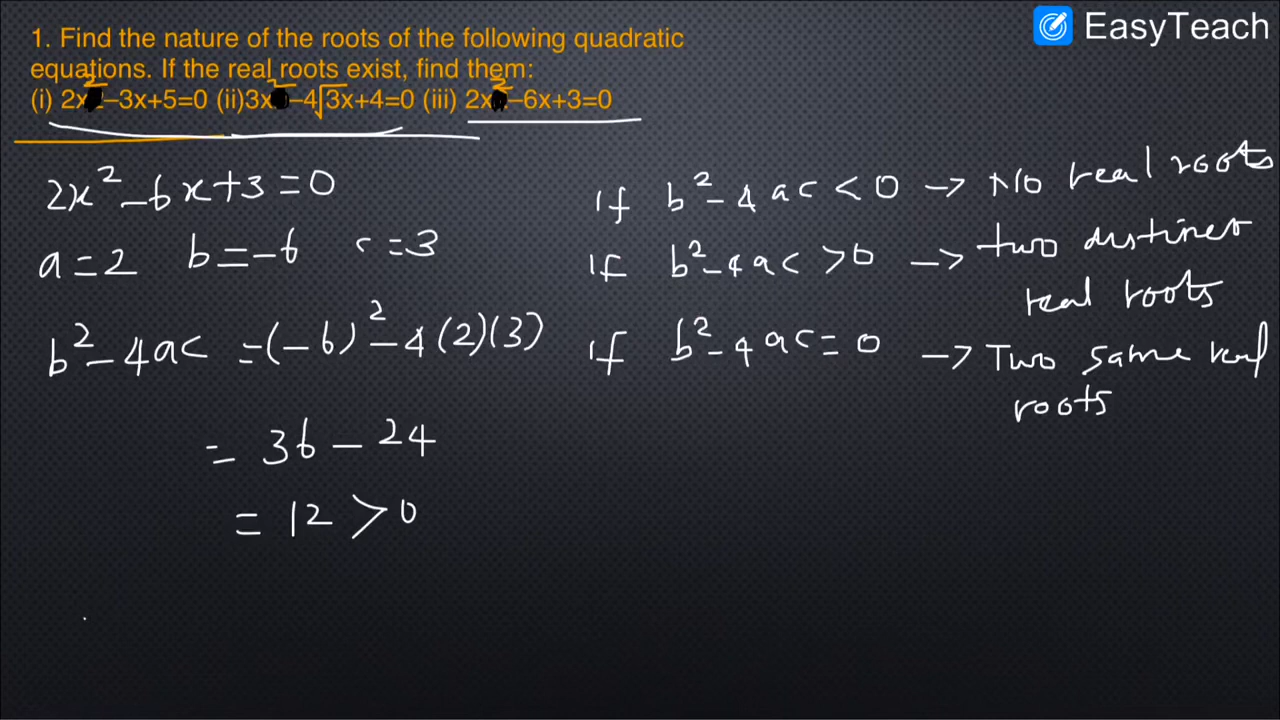 EasyTeach
1. Find the nature of the roots of the following quadratic
equations. If the real roots exist, find them:
(i) 2x²–3x+5=0 (ii)3x²–4√3x+4=0 (iii) 2x²–6x+3=0
2x² – 6x + 3 = 0
a = 2 b = –6 c = 3
b² – 4ac = (–6)² – 4(2)(3)
= 36 – 24
= 12 > 0
if b² – 4ac < 0 → No real roots
if b² – 4ac > 0 → two distinct
real roots
if b² – 4ac = 0 → Two same real
roots